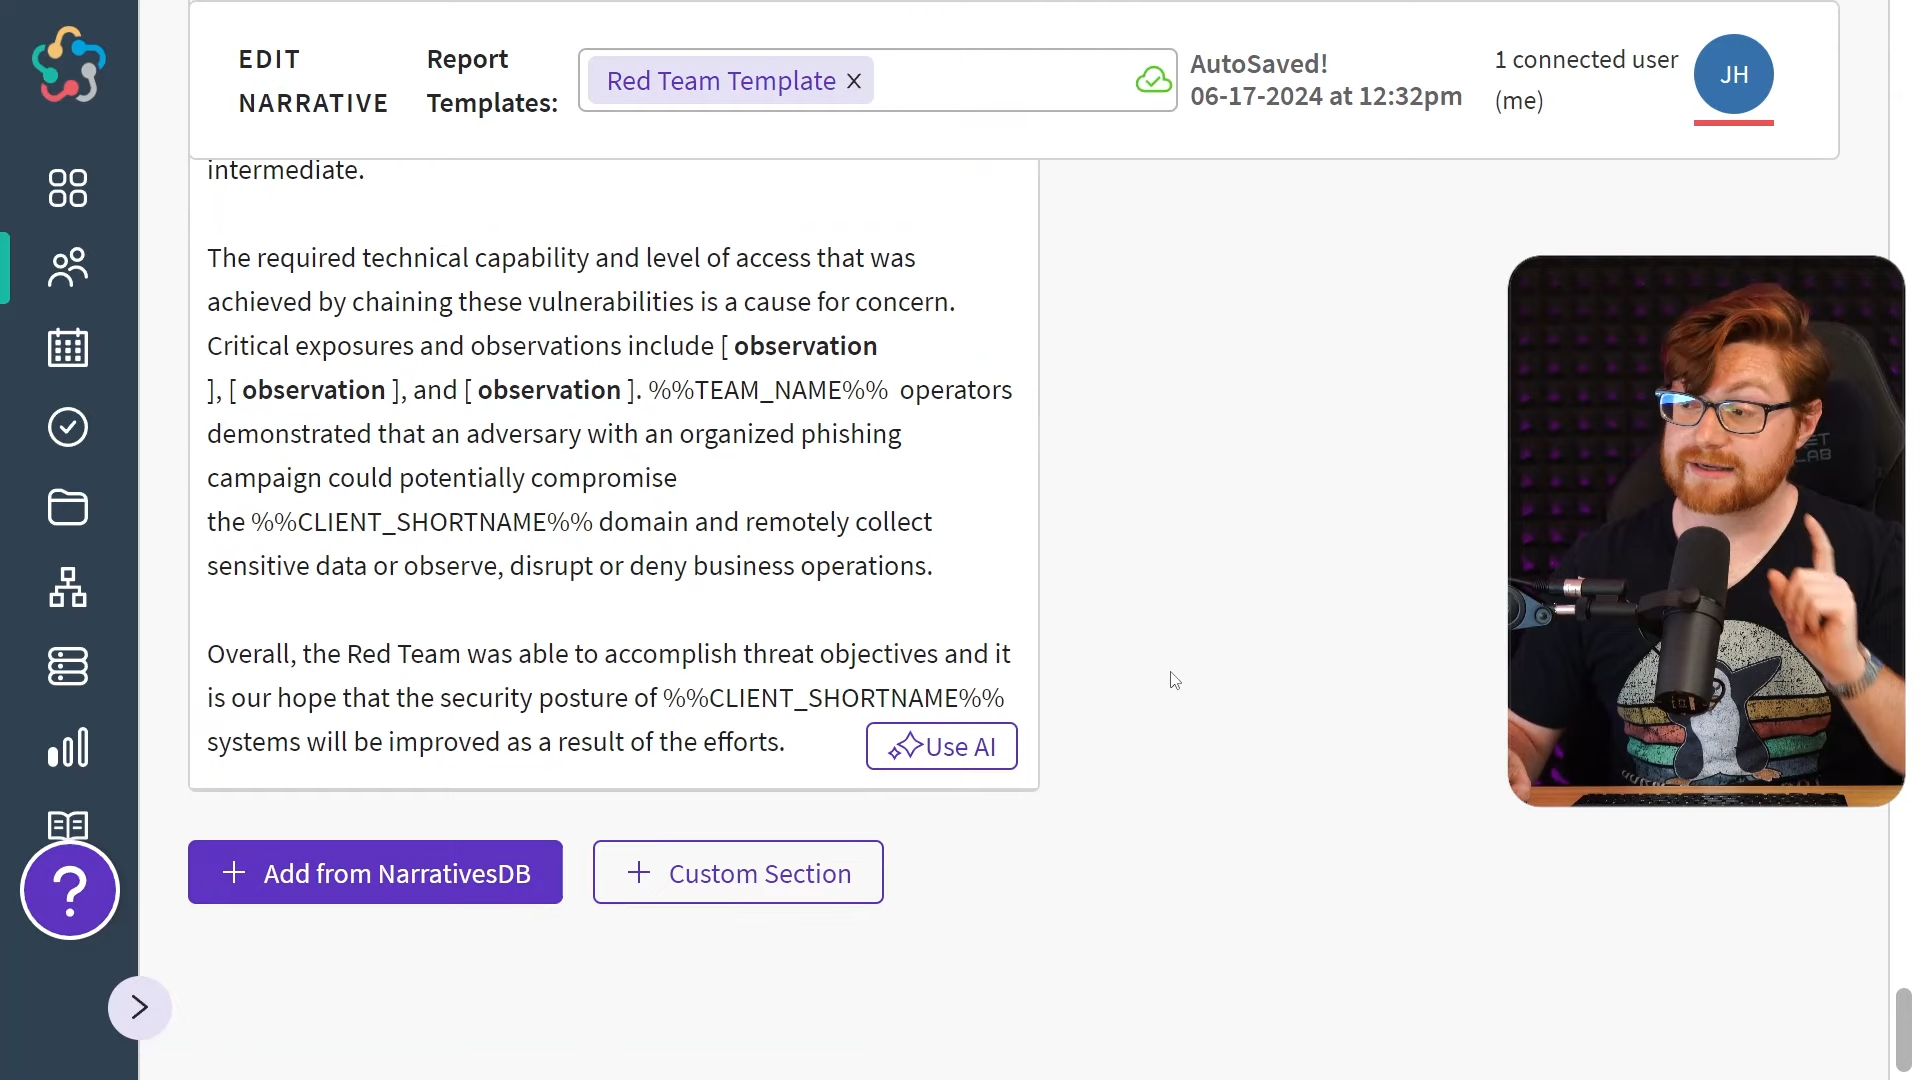 EDIT
NARRATIVE
Report
Templates:
Red Team Template
AutoSaved!
06-17-2024 at 12:32pm
1 connected user
(me)
JH
intermediate.
The required technical capability and level of access that was
achieved by chaining these vulnerabilities is a cause for concern.
Critical exposures and observations include [ observation
], [ observation ], and [ observation ]. %%TEAM_NAME%%  operators
demonstrated that an adversary with an organized phishing
campaign could potentially compromise
the %%CLIENT_SHORTNAME%% domain and remotely collect
sensitive data or observe, disrupt or deny business operations.
Overall, the Red Team was able to accomplish threat objectives and it
is our hope that the security posture of %%CLIENT_SHORTNAME%%
systems will be improved as a result of the efforts.
Use AI
+ Add from NarrativesDB
+ Custom Section
?
LAB